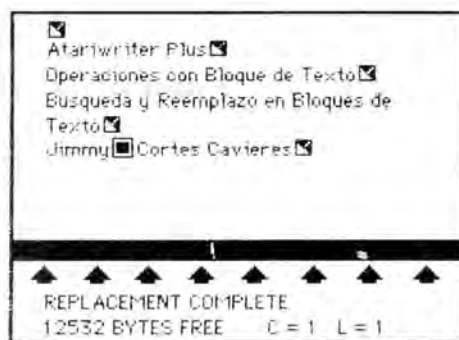 Atariwriter Plus
Operaciones con Bloque de Texto
Busqueda y Reemplazo en Bloques de
Texto
Jimmy Cortes Cavieres
REPLACEMENT COMPLETE
12532 BYTES FREE C = 1 L = 1